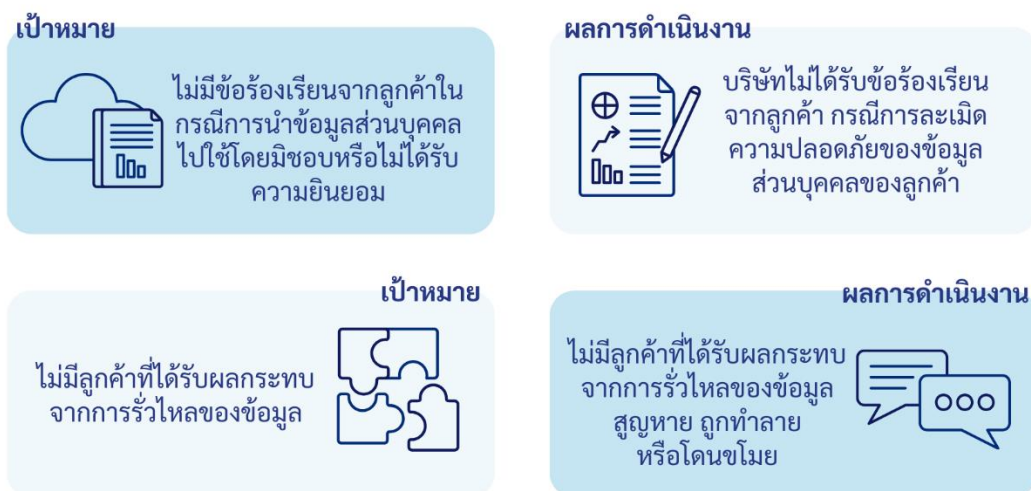 เป้าหมาย
ไม่มีข้อร้องเรียนจากลูกค้าใน
กรณีการนำข้อมูลส่วนบุคคล
ไปใช้โดยมิชอบหรือไม่ได้รับ
ความยินยอม
ผลการดำเนินงาน
บริษัทไม่ได้รับข้อร้องเรียน
จากลูกค้า กรณีการละเมิด
ความปลอดภัยของข้อมูล
ส่วนบุคคลของลูกค้า
เป้าหมาย
ไม่มีลูกค้าที่ได้รับผลกระทบ
จากการรั่วไหลของข้อมูล
ผลการดำเนินงาน
ไม่มีลูกค้าที่ได้รับผลกระทบ
จากการรั่วไหลของข้อมูล
สูญหาย ถูกทำลาย
หรือโดนขโมย